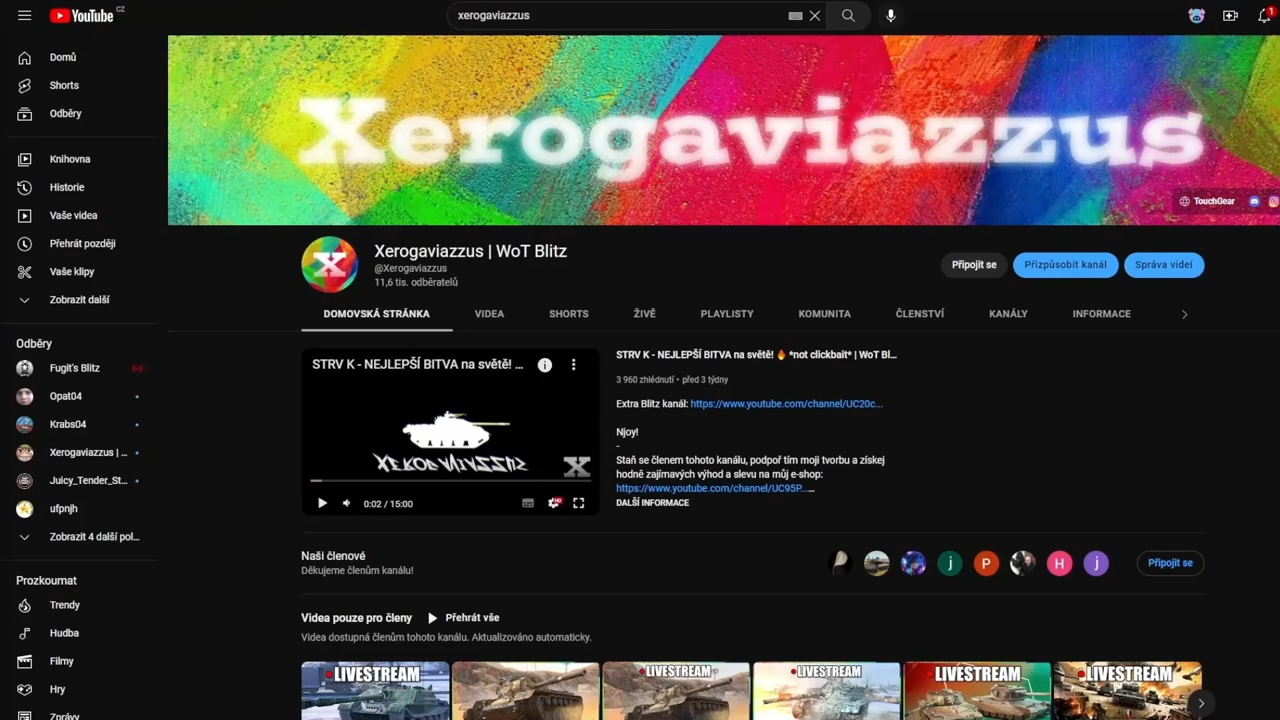 YouTube CZ
xerogaviazzus
1
Domů
Shorts
Odběry
Knihovna
Historie
Vaše videa
Přehrát později
Vaše klipy
Zobrazit další
Odběry
Fugit's Blitz
Opat04
Krabs04
Xerogaviazzus | ...
Juicy_Tender_St...
ufpnjh
Zobrazit 4 další pol...
Prozkoumat
Trendy
Hudba
Filmy
Hry
Zprávy
Xerogaviazzus
TouchGear
X
Xerogaviazzus | WoT Blitz
@Xerogaviazzus
11,6 tis. odběratelů
Připojit se
Přizpůsobit kanál
Správa videí
DOMOVSKÁ STRÁNKA
VIDEA
SHORTS
ŽIVĚ
PLAYLISTY
KOMUNITA
ČLENSTVÍ
KANÁLY
INFORMACE
STRV K - NEJLEPŠÍ BITVA na světě! ...
X
0:02 / 15:00
HD
STRV K - NEJLEPŠÍ BITVA na světě! 🔥 *not clickbait* | WoT Bl...
3 960 zhlédnutí • před 3 týdny
Extra Blitz kanál: https://www.youtube.com/channel/UC20c...
Njoy!
-
Staň se členem tohoto kanálu, podpoř tím moji tvorbu a získej
hodně zajímavých výhod a slevu na můj e-shop:
https://www.youtube.com/channel/UC95P......
DALŠÍ INFORMACE
Naši členové
Děkujeme členům kanálu!
j
P
H
j
Připojit se
Videa pouze pro členy
Přehrát vše
Videa dostupná členům tohoto kanálu. Aktualizováno automaticky.
LIVESTREAM
LIVESTREAM
LIVESTREAM
LIVESTREAM
LIVESTREAM